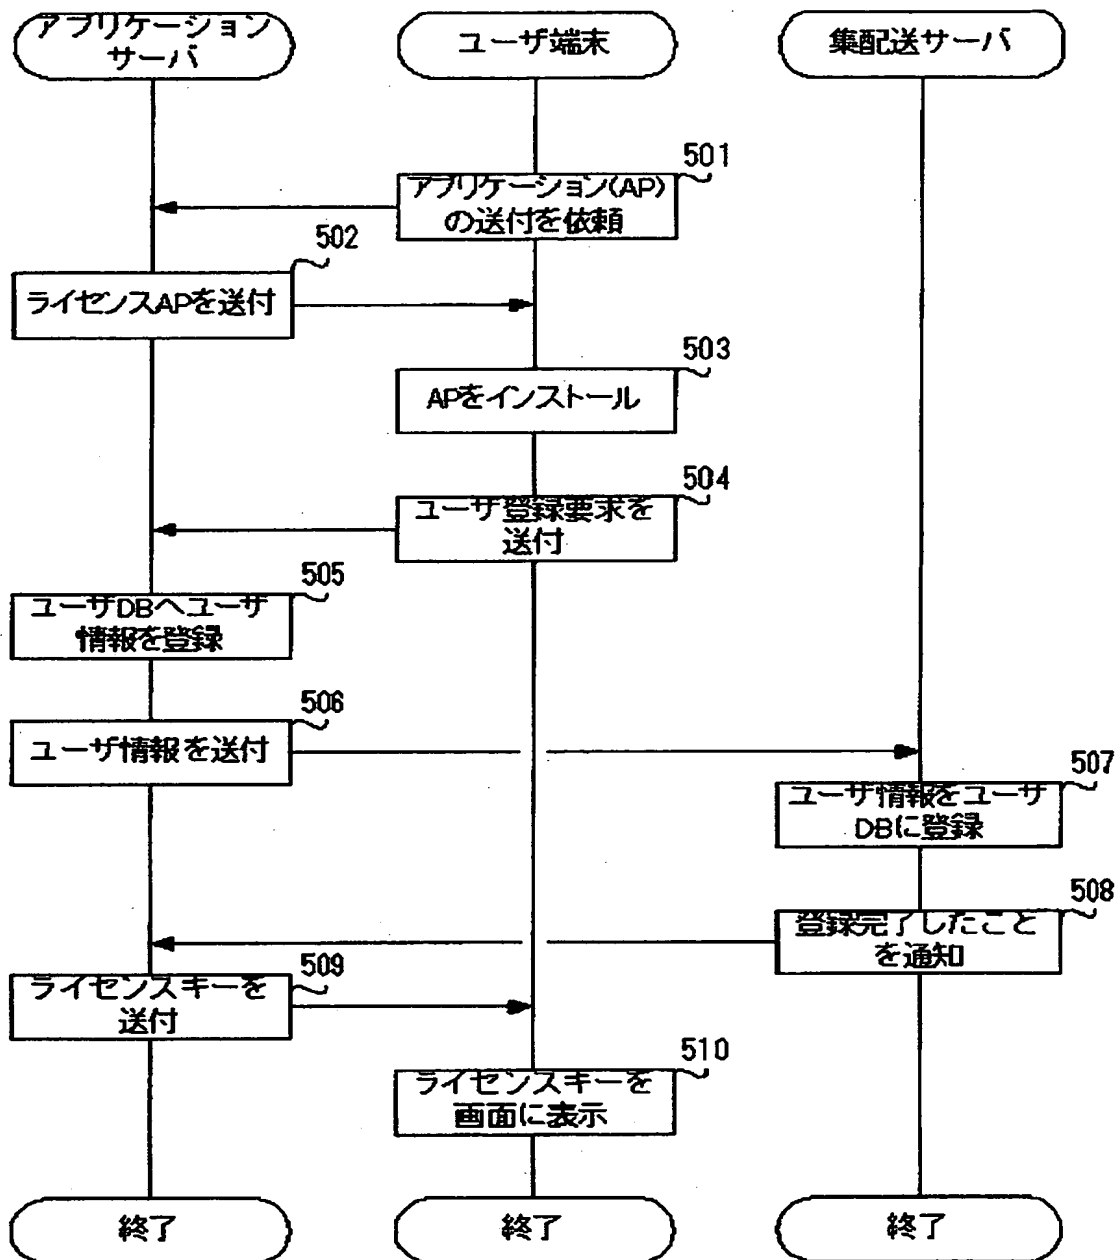 アプリケーション
サーバ
ユーザ端末
集配送サーバ
501
アプリケーション(AP)
の送付を依頼
502
ライセンスAPを送付
503
APをインストール
504
ユーザ登録要求を
送付
505
ユーザDBへユーザ
情報を登録
506
ユーザ情報を送付
507
ユーザ情報をユーザ
DBに登録
508
登録完了したこと
を通知
509
ライセンスキーを
送付
510
ライセンスキーを
画面に表示
終了
終了
終了